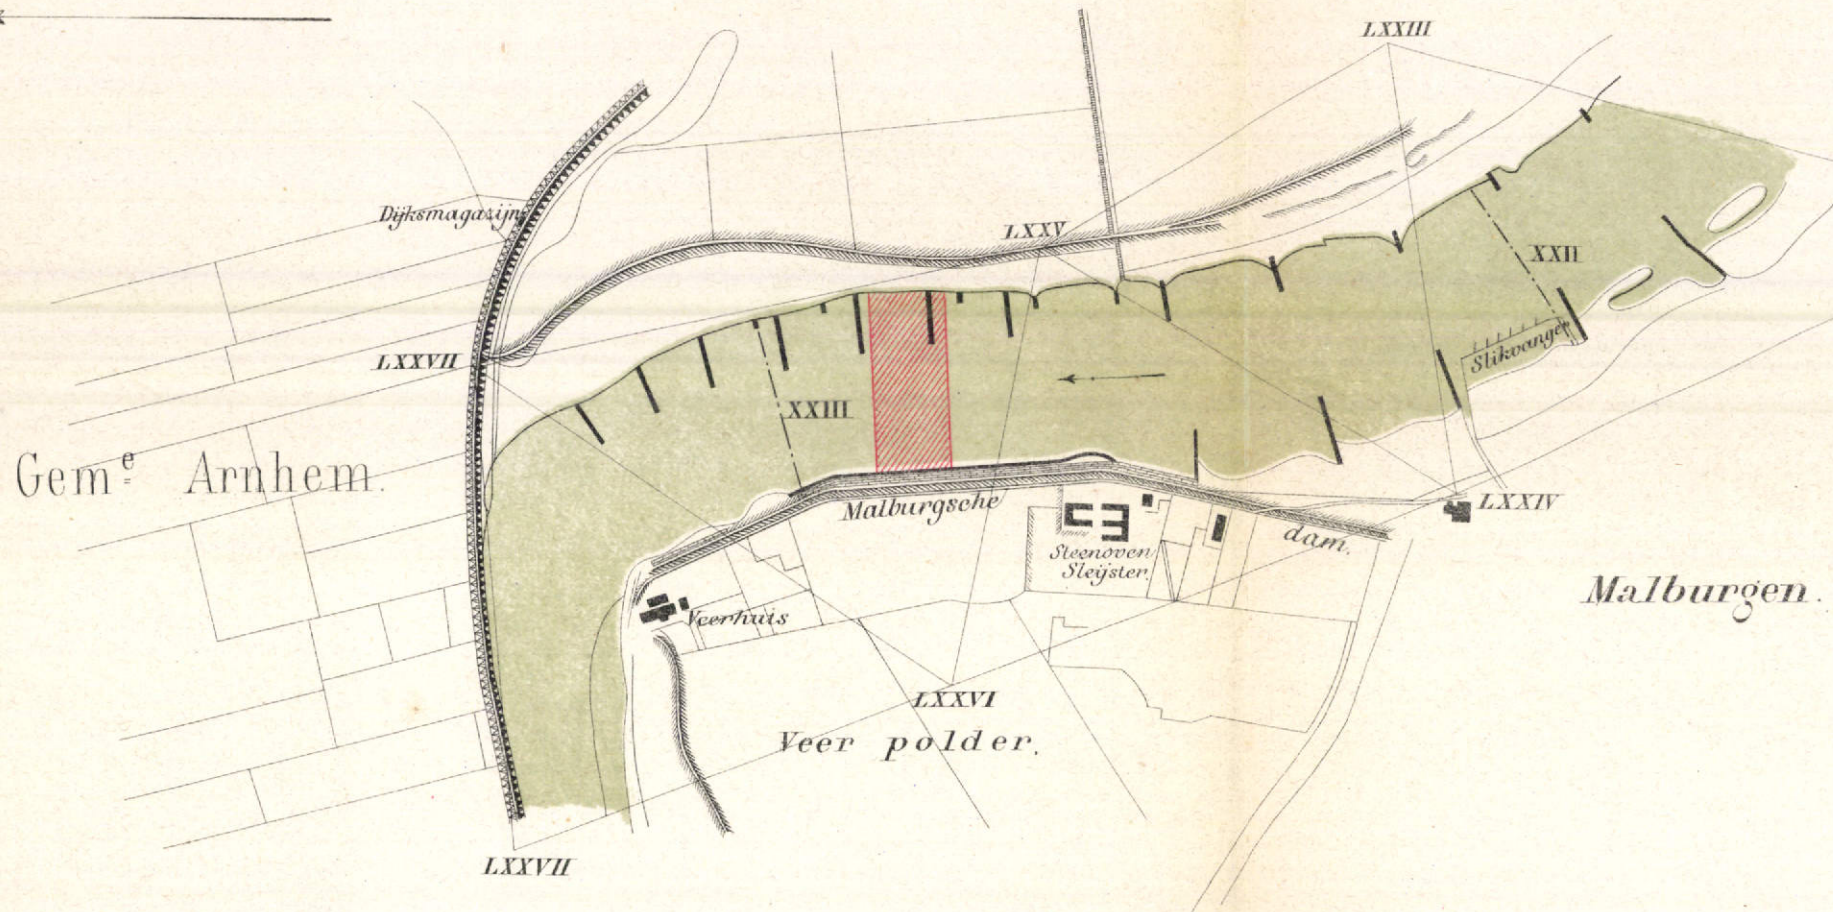 LXXIII
Dijksmagazijn
LXXV
XXII
Slikvanger
LXXVII
XXIII
Gemᵉ Arnhem.
Malburgsche
dam.
LXXIV
Steenoven
Sleijster.
Malburgen.
Veerhuis
LXXVI
Veer polder.
LXXVII